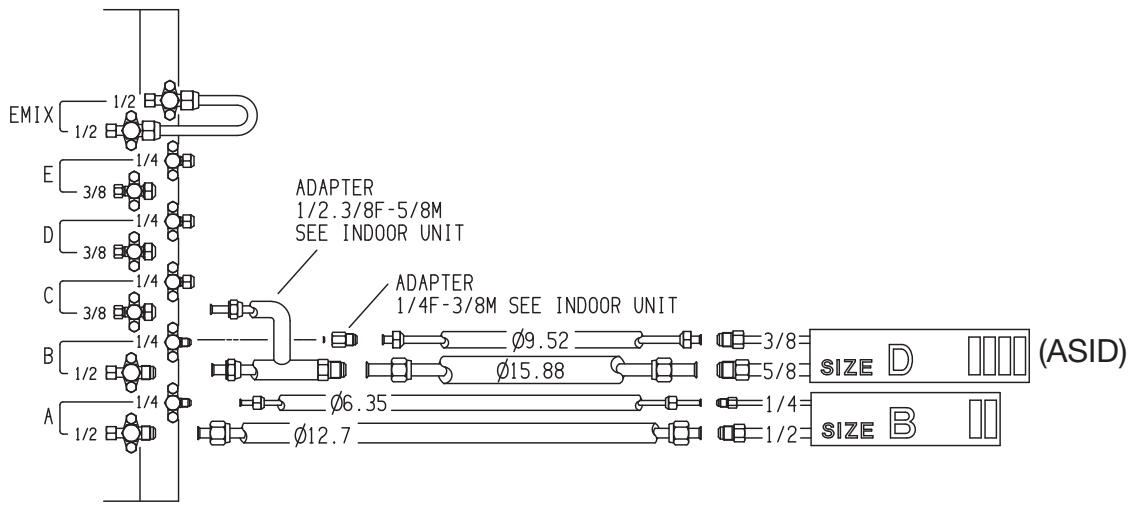 EMIX
1/2
1/2
E
1/4
3/8
D
1/4
3/8
C
1/4
3/8
B
1/4
1/2
A
1/4
1/2
ADAPTER
1/2.3/8F-5/8M
SEE INDOOR UNIT
ADAPTER
1/4F-3/8M SEE INDOOR UNIT
Ø9.52
3/8
Ø15.88
5/8
SIZE D
(ASID)
Ø6.35
1/4
Ø12.7
1/2
SIZE B